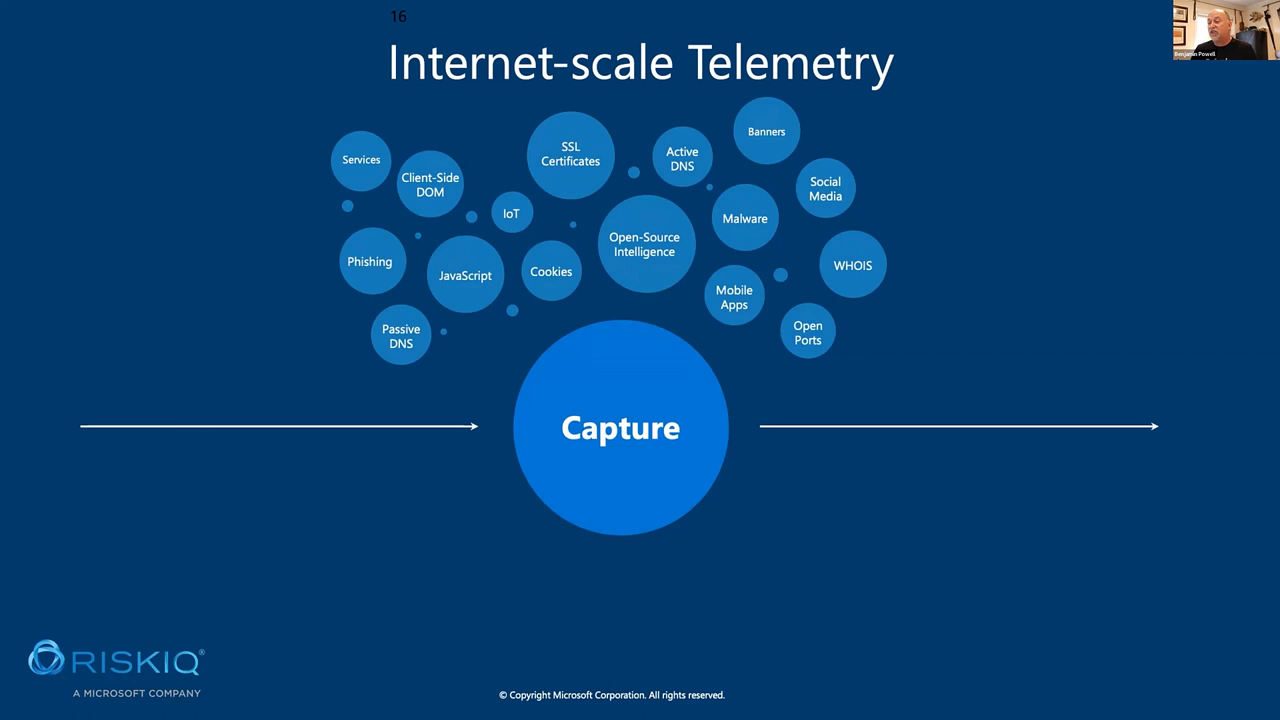 16
Internet-scale Telemetry
Benjamin Powell
Services
Client-Side
DOM
SSL
Certificates
Active
DNS
Banners
Social
Media
IoT
Malware
Phishing
JavaScript
Cookies
Open-Source
Intelligence
WHOIS
Mobile
Apps
Passive
DNS
Open
Ports
Capture
RISKIQ®
A MICROSOFT COMPANY
© Copyright Microsoft Corporation. All rights reserved.